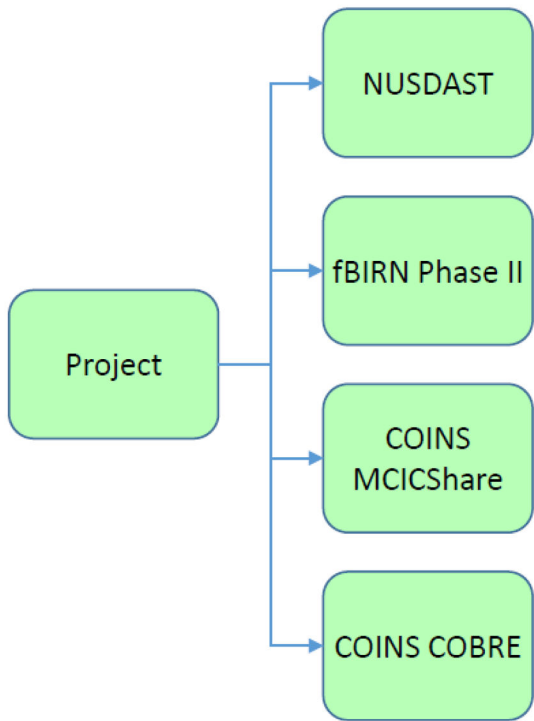 NUSDAST
fBIRN Phase II
Project
COINS
MCICShare
COINS COBRE